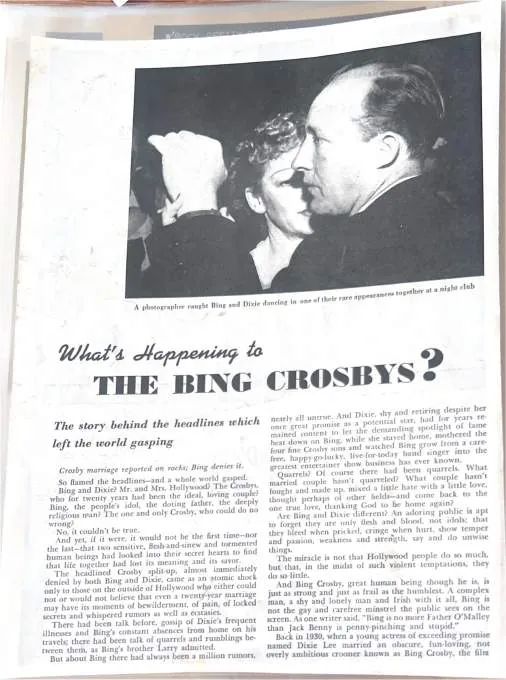 A photographer caught Bing and Dixie dancing in one of their rare appearances together at a night club
What's Happening to
THE BING CROSBYS?
The story behind the headlines which
left the world gasping
Crosby marriage reported on rocks; Bing denies it.
So flamed the headlines—and a whole world gasped.
Bing and Dixie? Mr. and Mrs. Hollywood? The Crosbys,
who for twenty years had been the ideal, loving couple?
Bing, the people's idol, the doting father, the deeply
religious man? The one and only Crosby, who could do no
wrong?
No, it couldn't be true.
And yet, if it were, it would not be the first time—nor
the last—that two sensitive, flesh-and-sinew and tormented
human beings had looked into their secret hearts to find
that life together had lost its meaning and its savor.
The headlined Crosby split-up, almost immediately
denied by both Bing and Dixie, came as an atomic shock
only to those on the outside of Hollywood who either could
not or would not believe that even a twenty-year marriage
may have its moments of bewilderment, of pain, of locked
secrets and whispered rumors as well as ecstasies.
There had been talk before, gossip of Dixie's frequent
illnesses and Bing's constant absences from home on his
travels; there had been talk of quarrels and rumblings be-
tween them, as Bing's brother Larry admitted.
But about Bing there had always been a million rumors,
nearly all untrue. And Dixie, shy and retiring despite her
once great promise as a potential star, had for years re-
mained content to let the demanding spotlight of fame
beat down on Bing, while she stayed home, mothered the
four fine Crosby sons and watched Bing grow from a care-
free, happy-go-lucky, live-for-today band singer into the
greatest entertainer show business has ever known.
Quarrels? Of course there had been quarrels. What
married couple hasn't quarreled? What couple hasn't
fought and made up, mixed a little hate with a little love,
thought perhaps of other fields—and come back to the
one true love, thanking God to be home again?
Are Bing and Dixie different? An adoring public is apt
to forget they are only flesh and blood, not idols; that
they bleed when pricked, cringe when hurt, show temper
and passion, weakness and strength, say and do unwise
things.
The miracle is not that Hollywood people do so much,
but that, in the midst of such violent temptations, they
do so little.
And Bing Crosby, great human being though he is, is
just as strong and just as frail as the humblest. A complex
man, a shy and lonely man and Irish with it all, Bing is
not the gay and carefree minstrel the public sees on the
screen. As one writer said, "Bing is no more Father O'Malley
than Jack Benny is penny-pinching and stupid."
Back in 1930, when a young actress of exceeding promise
named Dixie Lee married an obscure, fun-loving, not
overly ambitious crooner known as Bing Crosby, the film